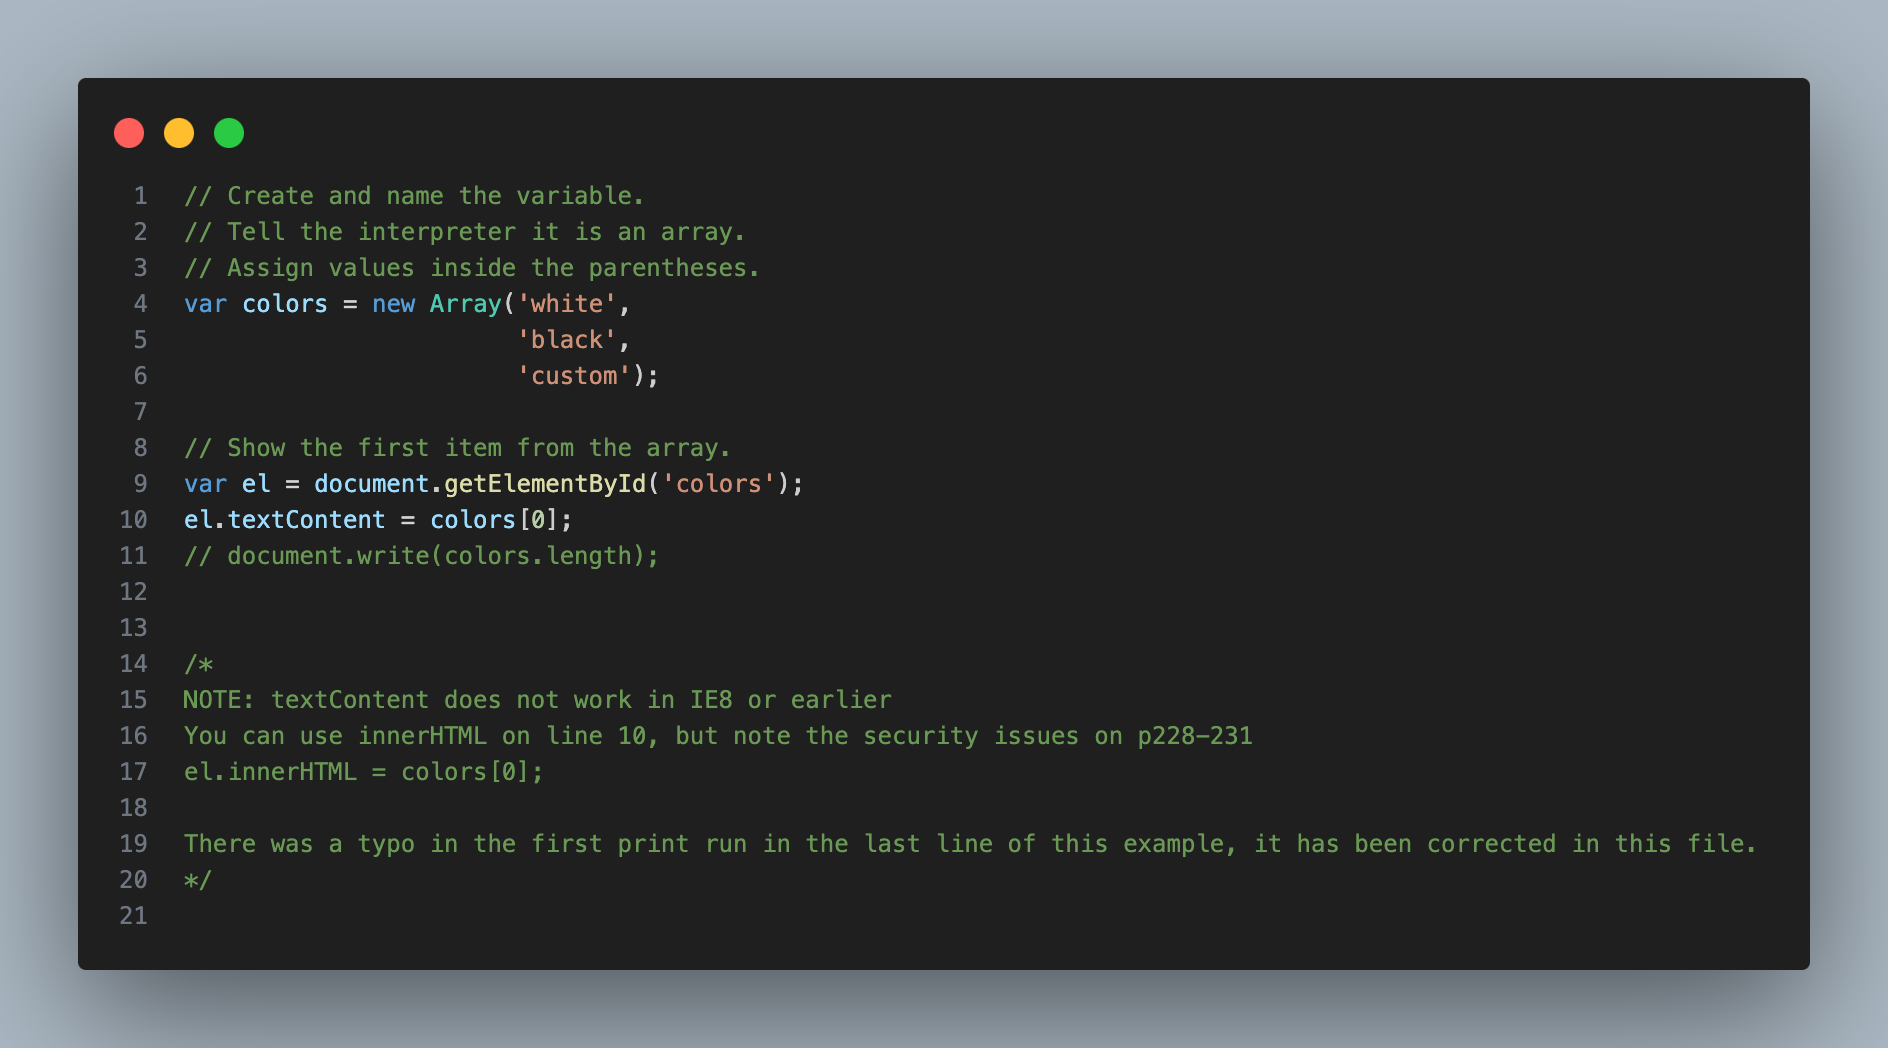 1 // Create and name the variable.
2 // Tell the interpreter it is an array.
3 // Assign values inside the parentheses.
4 var colors = new Array('white',
5 'black',
6 'custom');
7
8 // Show the first item from the array.
9 var el = document.getElementById('colors');
10 el.textContent = colors[0];
11 // document.write(colors.length);
12
13
14 /*
15 NOTE: textContent does not work in IE8 or earlier
16 You can use innerHTML on line 10, but note the security issues on p228–231
17 el.innerHTML = colors[0];
18
19 There was a typo in the first print run in the last line of this example, it has been corrected in this file.
20 */
21